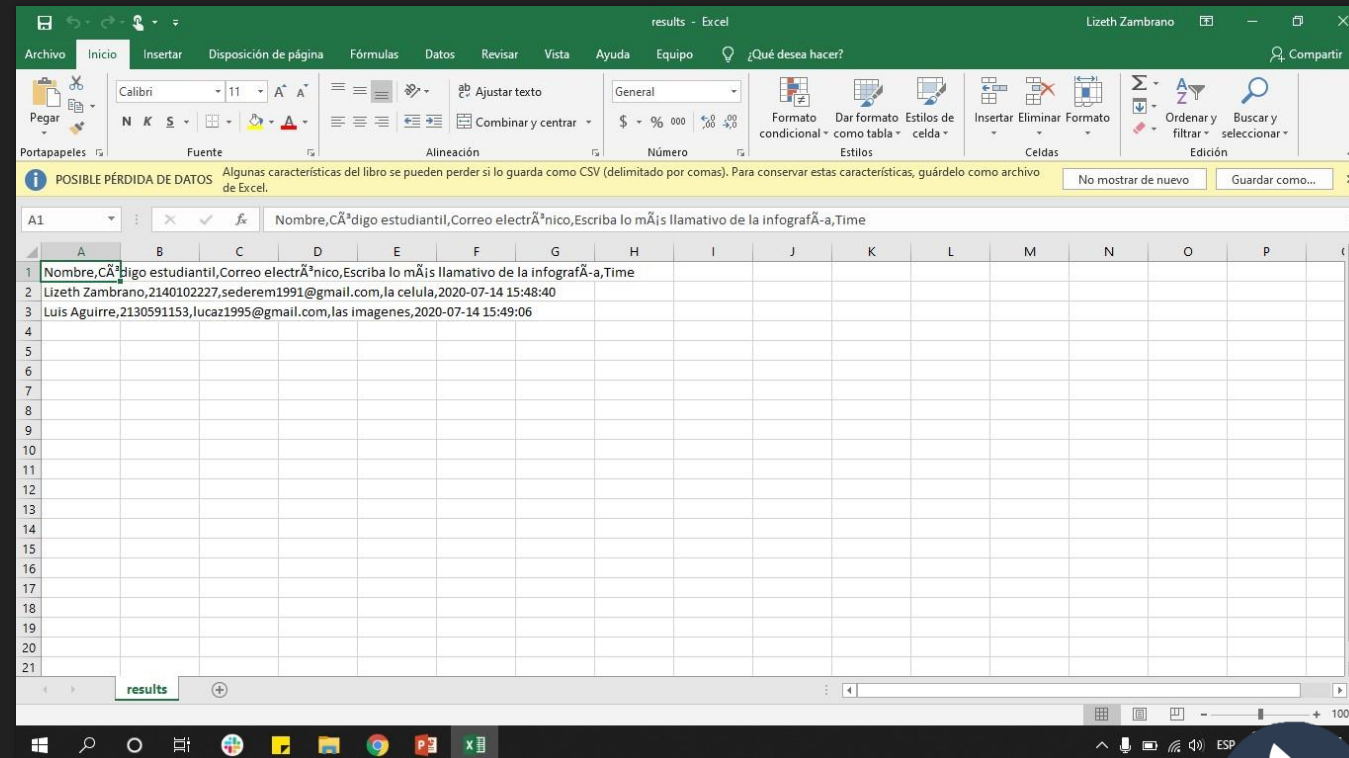 results - Excel
Lizeth Zambrano
Archivo Inicio Insertar Disposición de página Fórmulas Datos Revisar Vista Ayuda Equipo ¿Qué desea hacer? Compartir
Pegar
Calibri 11 A A
N K S A
Ajustar texto
Combinar y centrar
General
$ % 000
Formato condicional
Dar formato como tabla
Estilos de celda
Insertar Eliminar Formato
Ordenar y filtrar
Buscar y seleccionar
Portapapeles Fuente Alineación Número Estilos Celdas Edición
POSIBLE PÉRDIDA DE DATOS Algunas características del libro se pueden perder si lo guarda como CSV (delimitado por comas). Para conservar estas características, guárdelo como archivo de Excel.
No mostrar de nuevo Guardar como...
A1 fx Nombre,CÃ³digo estudiantil,Correo electrÃ³nico,Escriba lo mÃ¡s llamativo de la infografÃ-a,Time
A B C D E F G H I J K L M N O P
1 Nombre,CÃ³digo estudiantil,Correo electrÃ³nico,Escriba lo mÃ¡s llamativo de la infografÃ-a,Time
2 Lizeth Zambrano,2140102227,sederem1991@gmail.com,la celula,2020-07-14 15:48:40
3 Luis Aguirre,2130591153,lucaz1995@gmail.com,las imagenes,2020-07-14 15:49:06
4
5
6
7
8
9
10
11
12
13
14
15
16
17
18
19
20
21
results
100
ESP